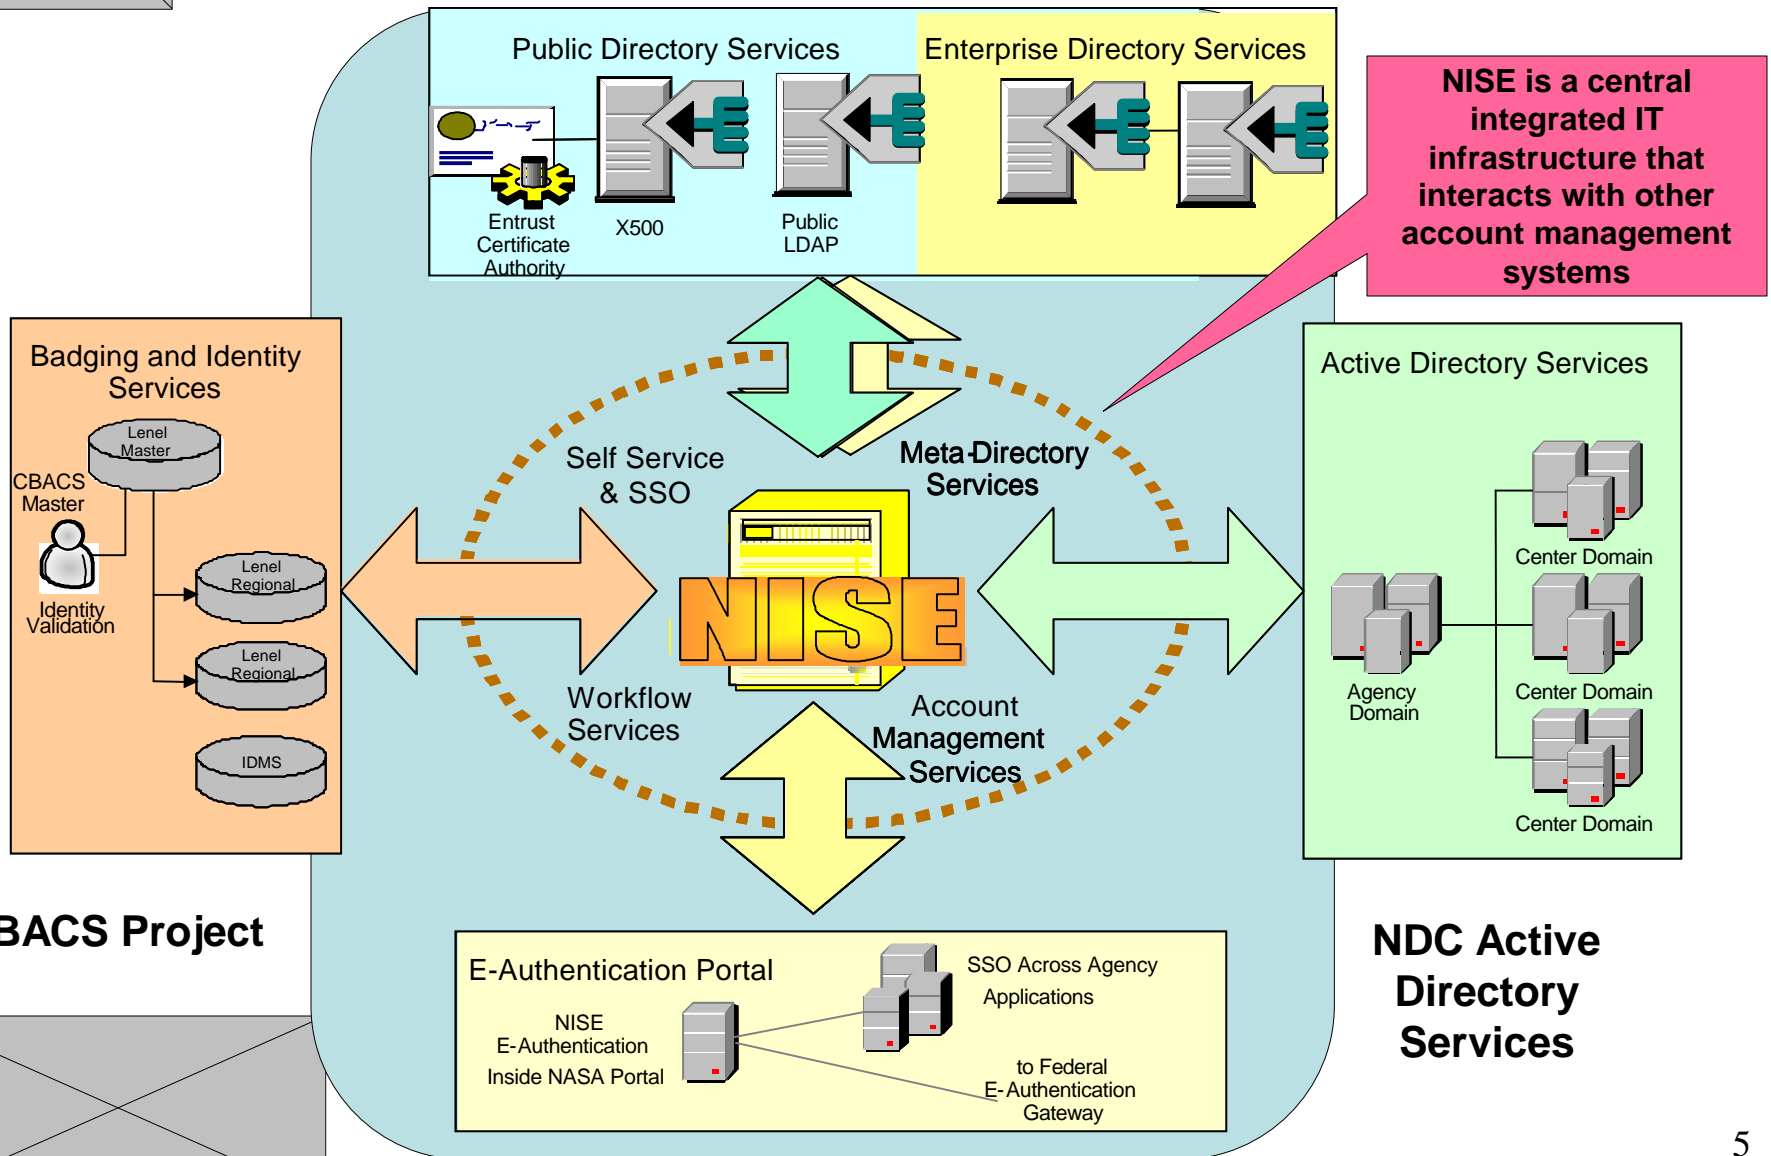 Public Directory Services
Enterprise Directory Services
Entrust
Certificate
Authority
X500
Public
LDAP
NISE is a central
integrated IT
infrastructure that
interacts with other
account management
systems
Badging and Identity
Services
Lenel
Master
CBACS
Master
Identity
Validation
Lenel
Regional
Lenel
Regional
IDMS
Self Service
& SSO
Meta-Directory
Services
NISE
Workflow
Services
Account
Management
Services
Active Directory Services
Agency
Domain
Center Domain
Center Domain
Center Domain
BACS Project
NDC Active
Directory
Services
E-Authentication Portal
NISE
E-Authentication
Inside NASA Portal
SSO Across Agency
Applications
to Federal
E-Authentication
Gateway
5